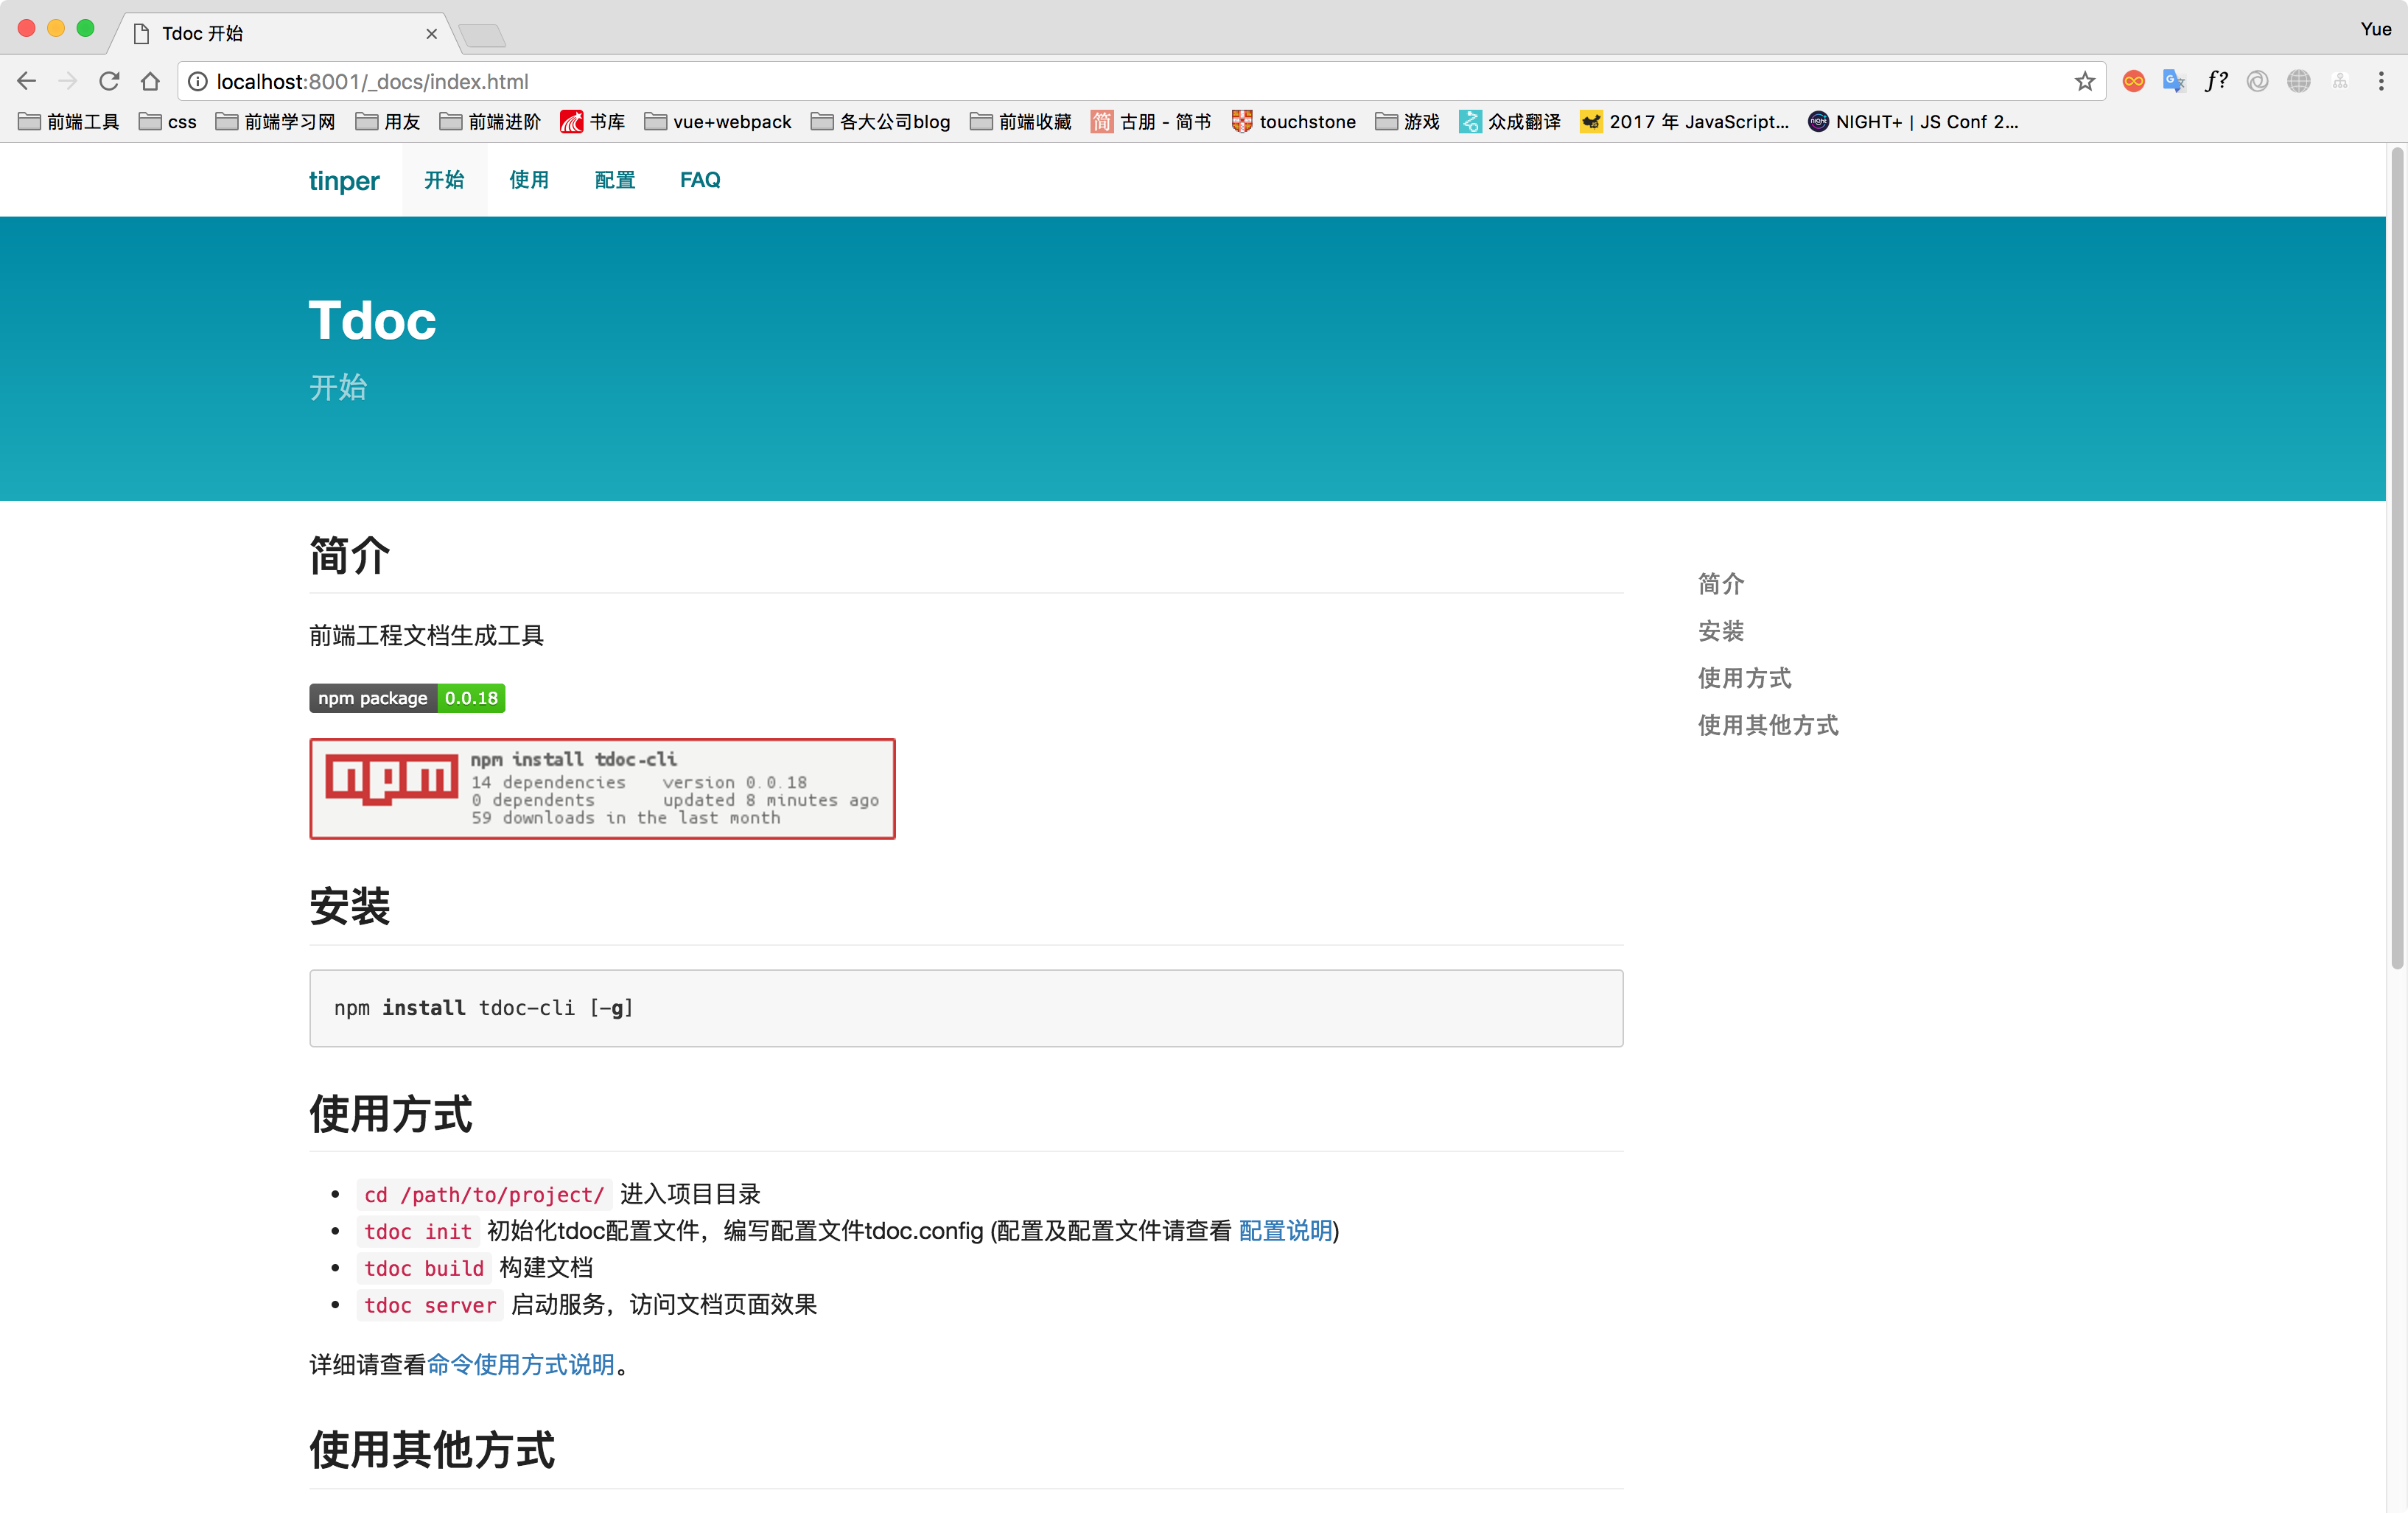 Tdoc 开始
Yue
localhost:8001/_docs/index.html
f?
前端工具 css 前端学习网 用友 前端进阶 书库 vue+webpack 各大公司blog 前端收藏 简 古朋 - 简书 touchstone 游戏 众成翻译 2017 年 JavaScript... NIGHT+ | JS Conf 2...
tinper 开始 使用 配置 FAQ
Tdoc
开始
简介
前端工程文档生成工具
npm package 0.0.18
npm
npm install tdoc-cli
14 dependencies version 0.0.18
0 dependents updated 8 minutes ago
59 downloads in the last month
安装
npm install tdoc-cli [-g]
使用方式
cd /path/to/project/ 进入项目目录
tdoc init 初始化tdoc配置文件，编写配置文件tdoc.config (配置及配置文件请查看 配置说明)
tdoc build 构建文档
tdoc server 启动服务，访问文档页面效果
详细请查看命令使用方式说明。
使用其他方式
简介
安装
使用方式
使用其他方式